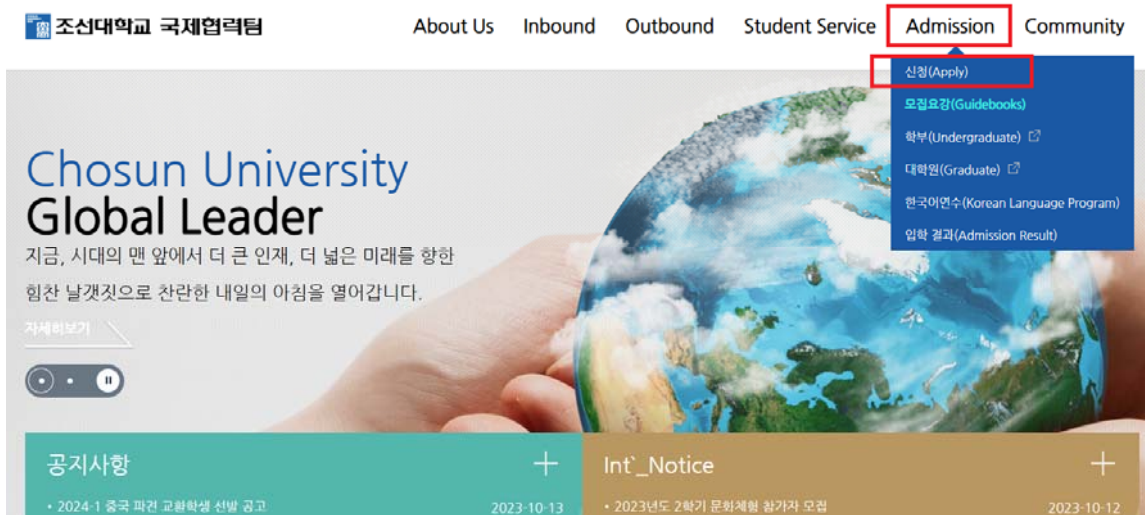 조선대학교 국제협력팀
About Us Inbound Outbound Student Service Admission Community
신청(Apply)
모집요강(Guidebooks)
학부(Undergraduate)
대학원(Graduate)
한국어연수(Korean Language Program)
입학 결과(Admission Result)
Chosun University
Global Leader
지금, 시대의 맨 앞에서 더 큰 인재, 더 넓은 미래를 향한
힘찬 날갯짓으로 찬란한 내일의 아침을 열어갑니다.
자세히보기
공지사항
• 2024-1 중국 파견 교환학생 선발 공고 2023-10-13
Int`_Notice
• 2023년도 2학기 문화체험 참가자 모집 2023-10-12